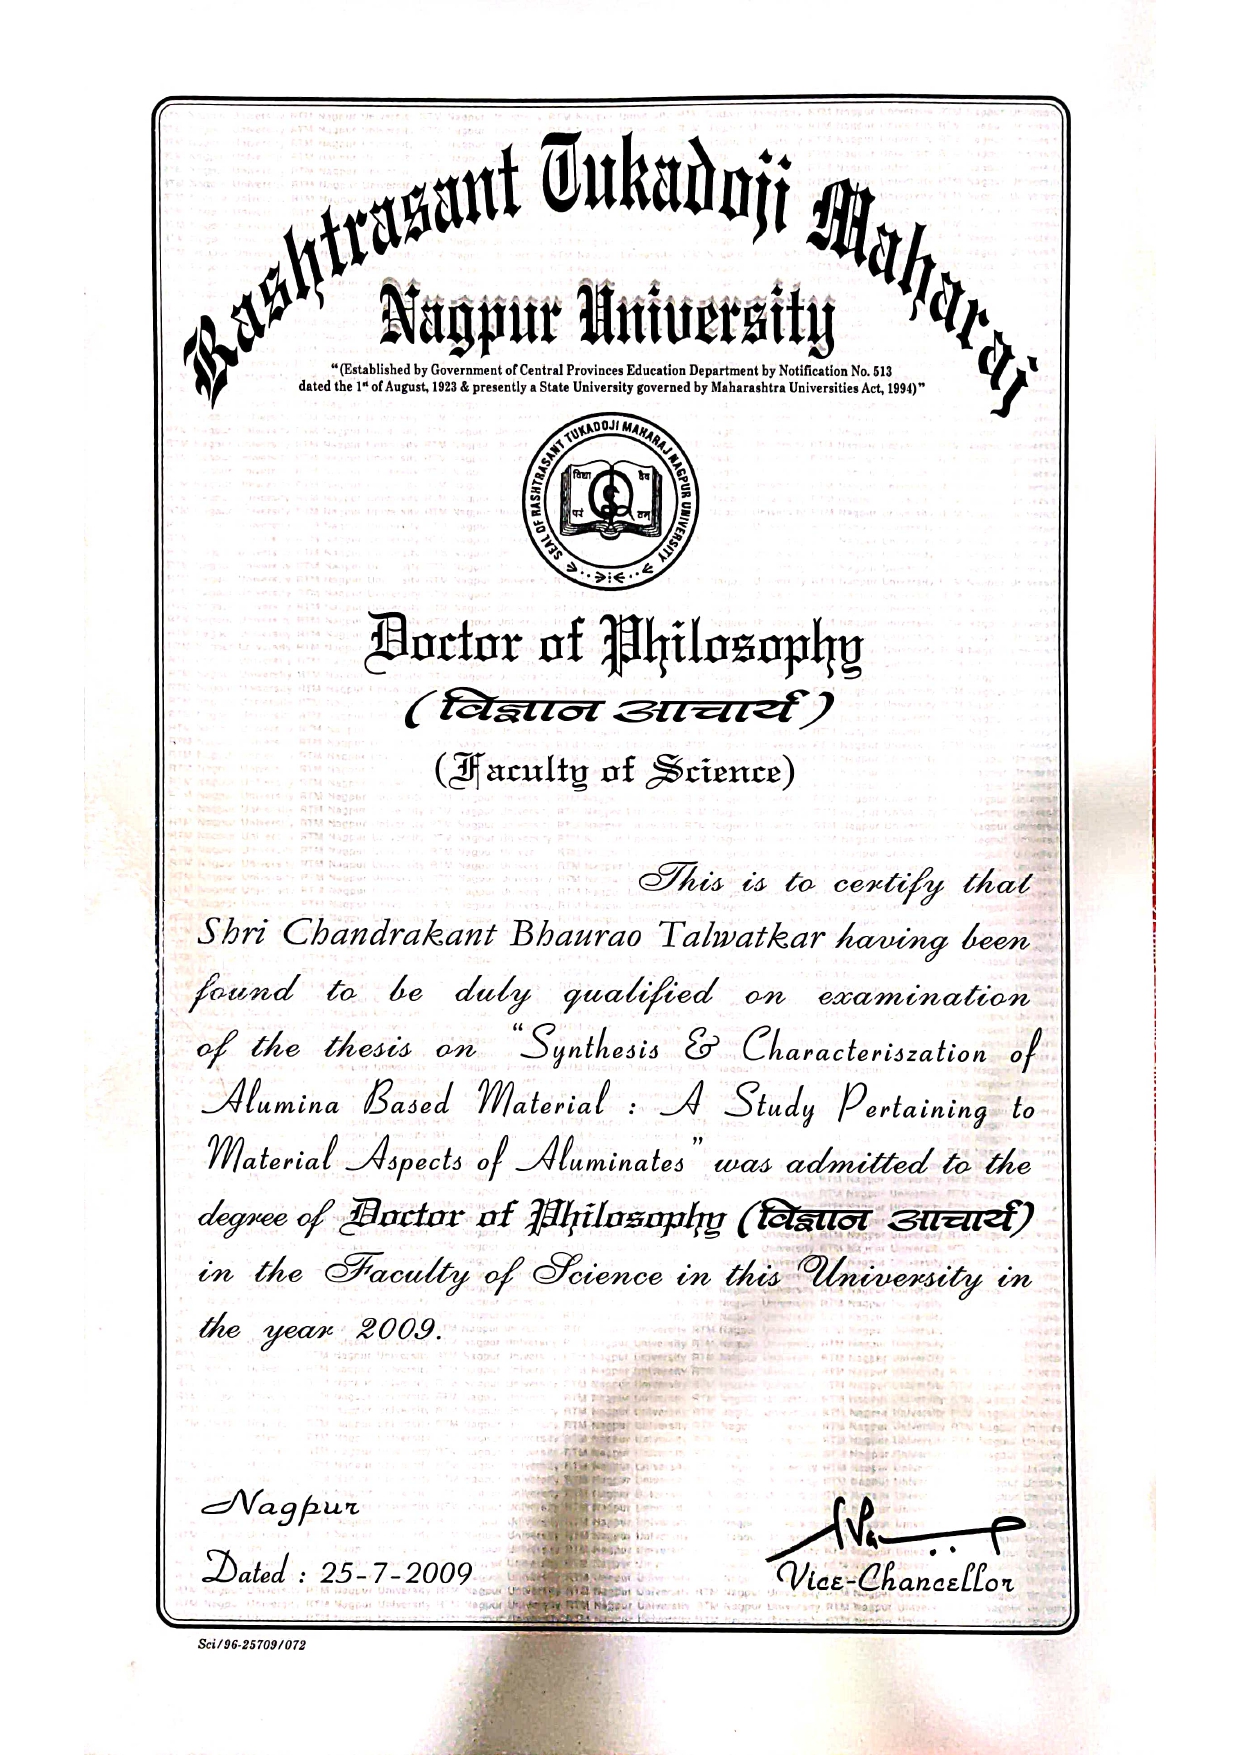 Rashtrasant Tukadoji Maharaj
Nagpur University
“(Established by Government of Central Provinces Education Department by Notification No. 513
dated the 1st of August, 1923 & presently a State University governed by Maharashtra Universities Act, 1994)”
SEAL OF RASHTRASANT TUKADOJI MAHARAJ NAGPUR UNIVERSITY
विद्या दैव
परं तम्
Doctor of Philosophy
(विज्ञान आचार्य)
(Faculty of Science)
This is to certify that
Shri Chandrakant Bhaurao Talwatkar having been
found to be duly qualified on examination
of the thesis on “Synthesis & Characteriszation of
Alumina Based Material : A Study Pertaining to
Material Aspects of Aluminates” was admitted to the
degree of Doctor of Philosophy (विज्ञान आचार्य)
in the Faculty of Science in this University in
the year 2009.
Nagpur
Dated : 25-7-2009
Vice-Chancellor
Sci/96-25709/072